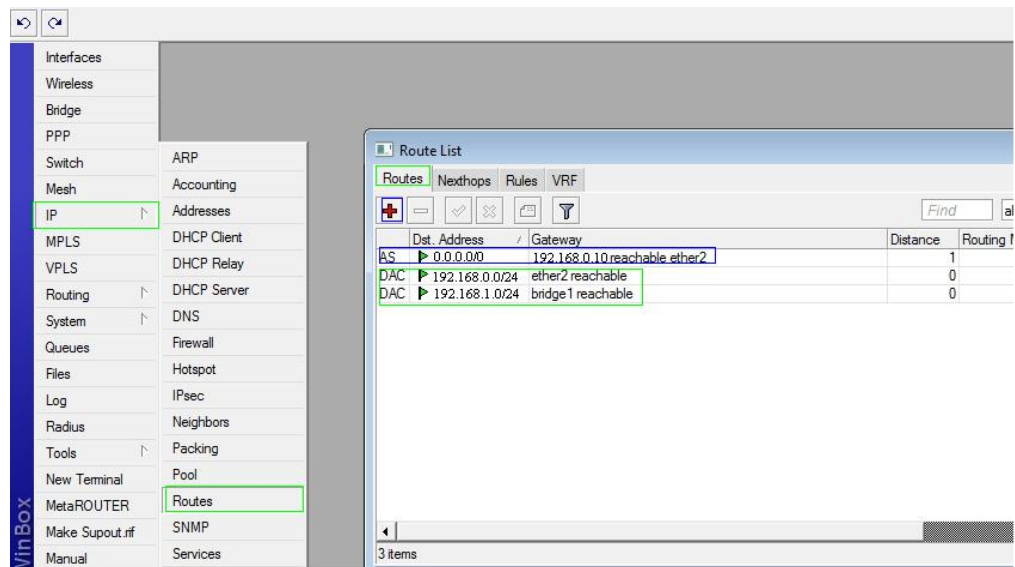 Interfaces
Wireless
Bridge
PPP
Switch
Mesh
IP
MPLS
VPLS
Routing
System
Queues
Files
Log
Radius
Tools
New Terminal
MetaROUTER
Make Supout.rif
Manual
WinBox
ARP
Accounting
Addresses
DHCP Client
DHCP Relay
DHCP Server
DNS
Firewall
Hotspot
IPsec
Neighbors
Packing
Pool
Routes
SNMP
Services
Route List
Routes Nexthops Rules VRF
Find al
Dst. Address / Gateway Distance Routing M
AS 0.0.0.0/0 192.168.0.10 reachable ether2 1
DAC 192.168.0.0/24 ether2 reachable 0
DAC 192.168.1.0/24 bridge1 reachable 0
3 items